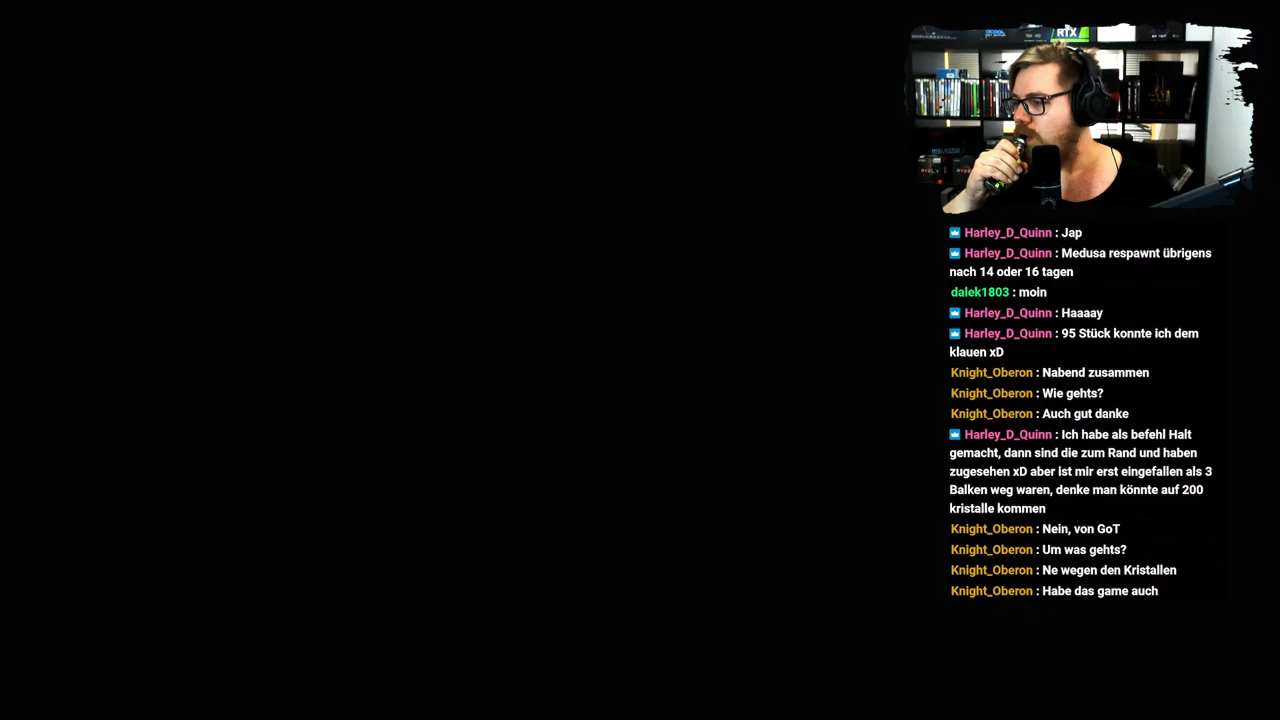 RTX
RYZEN
Harley_D_Quinn : Jap
Harley_D_Quinn : Medusa respawnt übrigens
nach 14 oder 16 tagen
dalek1803 : moin
Harley_D_Quinn : Haaaay
Harley_D_Quinn : 95 Stück konnte ich dem
klauen xD
Knight_Oberon : Nabend zusammen
Knight_Oberon : Wie gehts?
Knight_Oberon : Auch gut danke
Harley_D_Quinn : Ich habe als befehl Halt
gemacht, dann sind die zum Rand und haben
zugesehen xD aber ist mir erst eingefallen als 3
Balken weg waren, denke man könnte auf 200
kristalle kommen
Knight_Oberon : Nein, von GoT
Knight_Oberon : Um was gehts?
Knight_Oberon : Ne wegen den Kristallen
Knight_Oberon : Habe das game auch